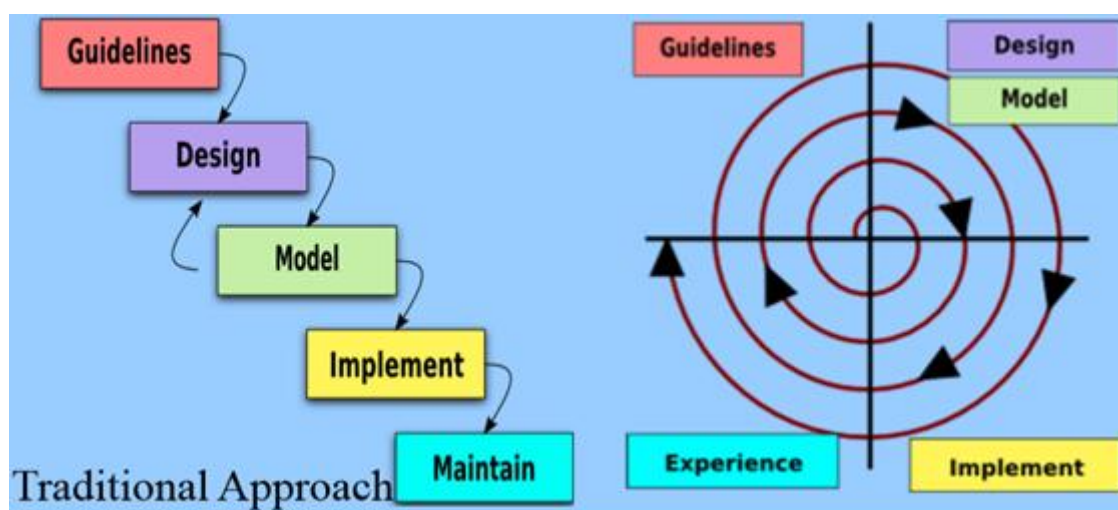 Guidelines
Design
Model
Implement
Maintain
Traditional Approach
Guidelines
Design
Model
Experience
Implement